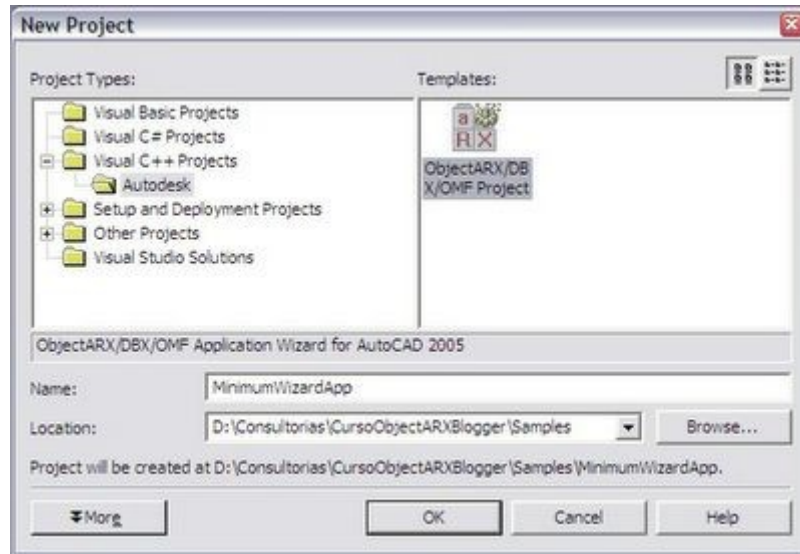 New Project
Project Types:
Templates:
Visual Basic Projects
Visual C# Projects
Visual C++ Projects
Autodesk
Setup and Deployment Projects
Other Projects
Visual Studio Solutions
a
RX
ObjectARX/DB
X/OMF Project
ObjectARX/DBX/OMF Application Wizard for AutoCAD 2005
Name:
MinimumWizardApp
Location:
D:\Consultorias\CursoObjectARXBlogger\Samples
Browse...
Project will be created at D:\Consultorias\CursoObjectARXBlogger\Samples\MinimumWizardApp.
More
OK
Cancel
Help